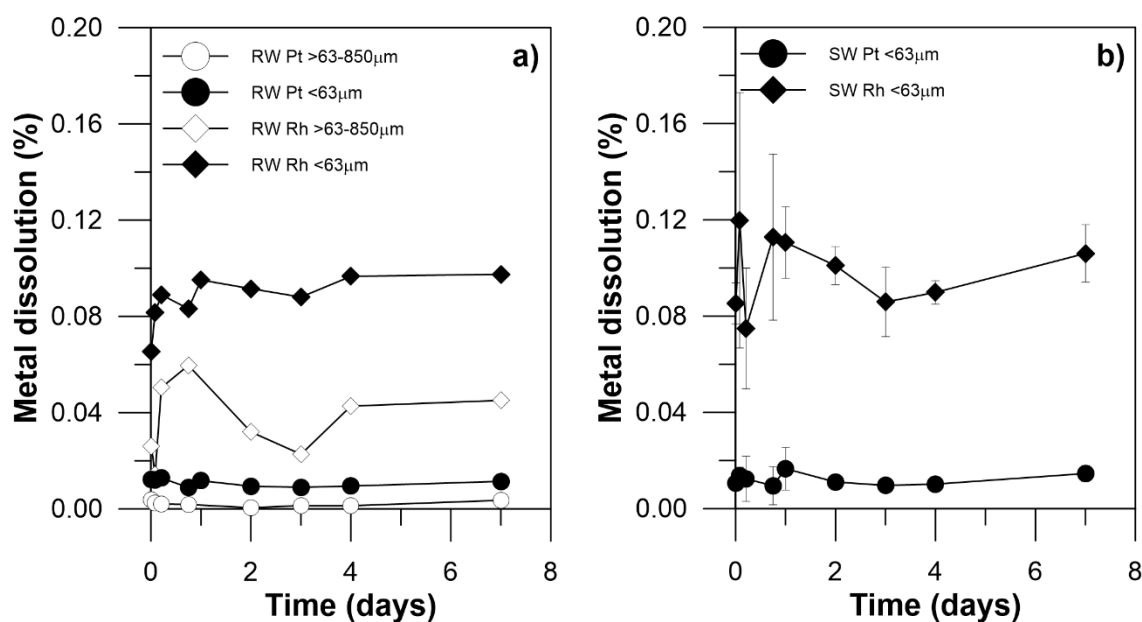 a)
RW Pt >63-850μm
RW Pt <63μm
RW Rh >63-850μm
RW Rh <63μm
Metal dissolution (%)
0.20
0.16
0.12
0.08
0.04
0.00
0 2 4 6 8
Time (days)
b)
SW Pt <63μm
SW Rh <63μm
Metal dissolution (%)
0.20
0.16
0.12
0.08
0.04
0.00
0 2 4 6 8
Time (days)